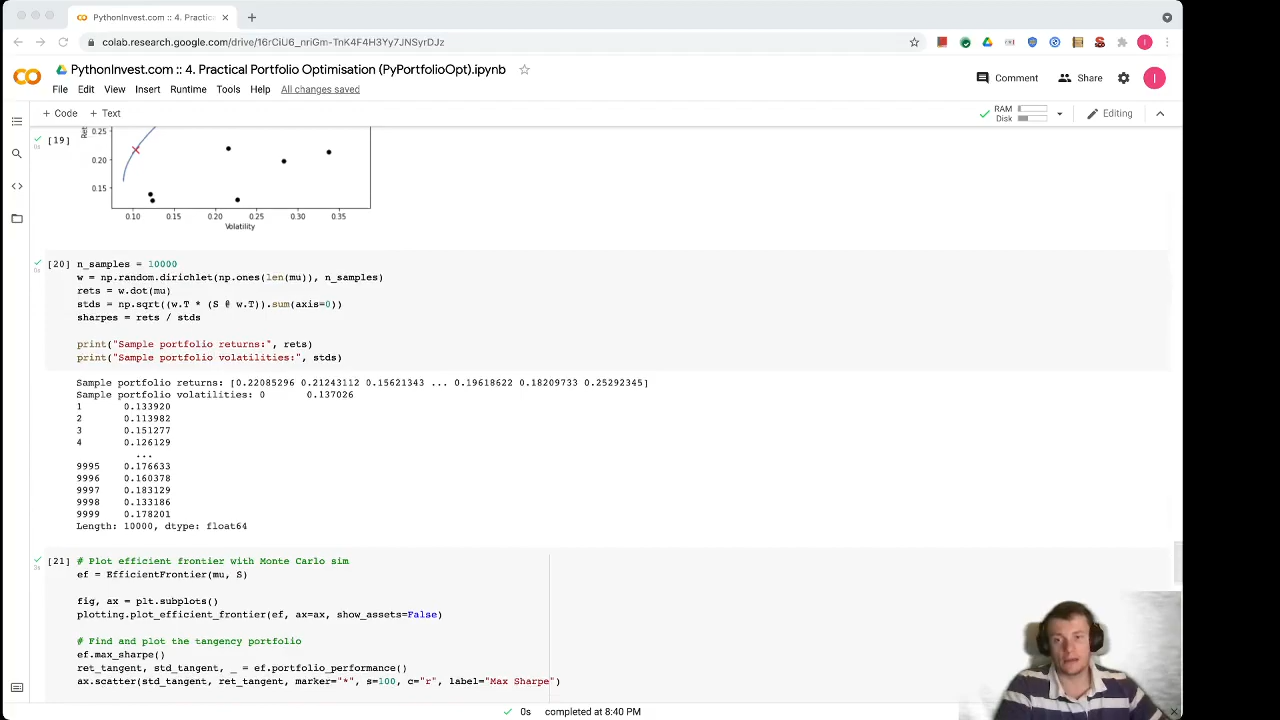 PythonInvest.com :: 4. Practic
colab.research.google.com/drive/16rCiU6_nriGm-TnK4F4H3Yy7JNSyrDJz
PythonInvest.com :: 4. Practical Portfolio Optimisation (PyPortfolioOpt).ipynb
Comment
Share
I
File Edit View Insert Runtime Tools Help All changes saved
+ Code + Text
RAM
Disk
Editing
[19]
0s
Ret
0.25
0.20
0.15
0.10 0.15 0.20 0.25 0.30 0.35
Volatility
[20] n_samples = 10000
0s
w = np.random.dirichlet(np.ones(len(mu)), n_samples)
rets = w.dot(mu)
stds = np.sqrt((w.T * (S @ w.T)).sum(axis=0))
sharpes = rets / stds
print("Sample portfolio returns:", rets)
print("Sample portfolio volatilities:", stds)
Sample portfolio returns: [0.22085296 0.21243112 0.15621343 ... 0.19618622 0.18209733 0.25292345]
Sample portfolio volatilities: 0 0.137026
1 0.133920
2 0.113982
3 0.151277
4 0.126129
...
9995 0.176633
9996 0.160378
9997 0.183129
9998 0.133186
9999 0.178201
Length: 10000, dtype: float64
[21] # Plot efficient frontier with Monte Carlo sim
3s
ef = EfficientFrontier(mu, S)
fig, ax = plt.subplots()
plotting.plot_efficient_frontier(ef, ax=ax, show_assets=False)
# Find and plot the tangency portfolio
ef.max_sharpe()
ret_tangent, std_tangent, _ = ef.portfolio_performance()
ax.scatter(std_tangent, ret_tangent, marker="*", s=100, c="r", label="Max Sharpe")
0s completed at 8:40 PM